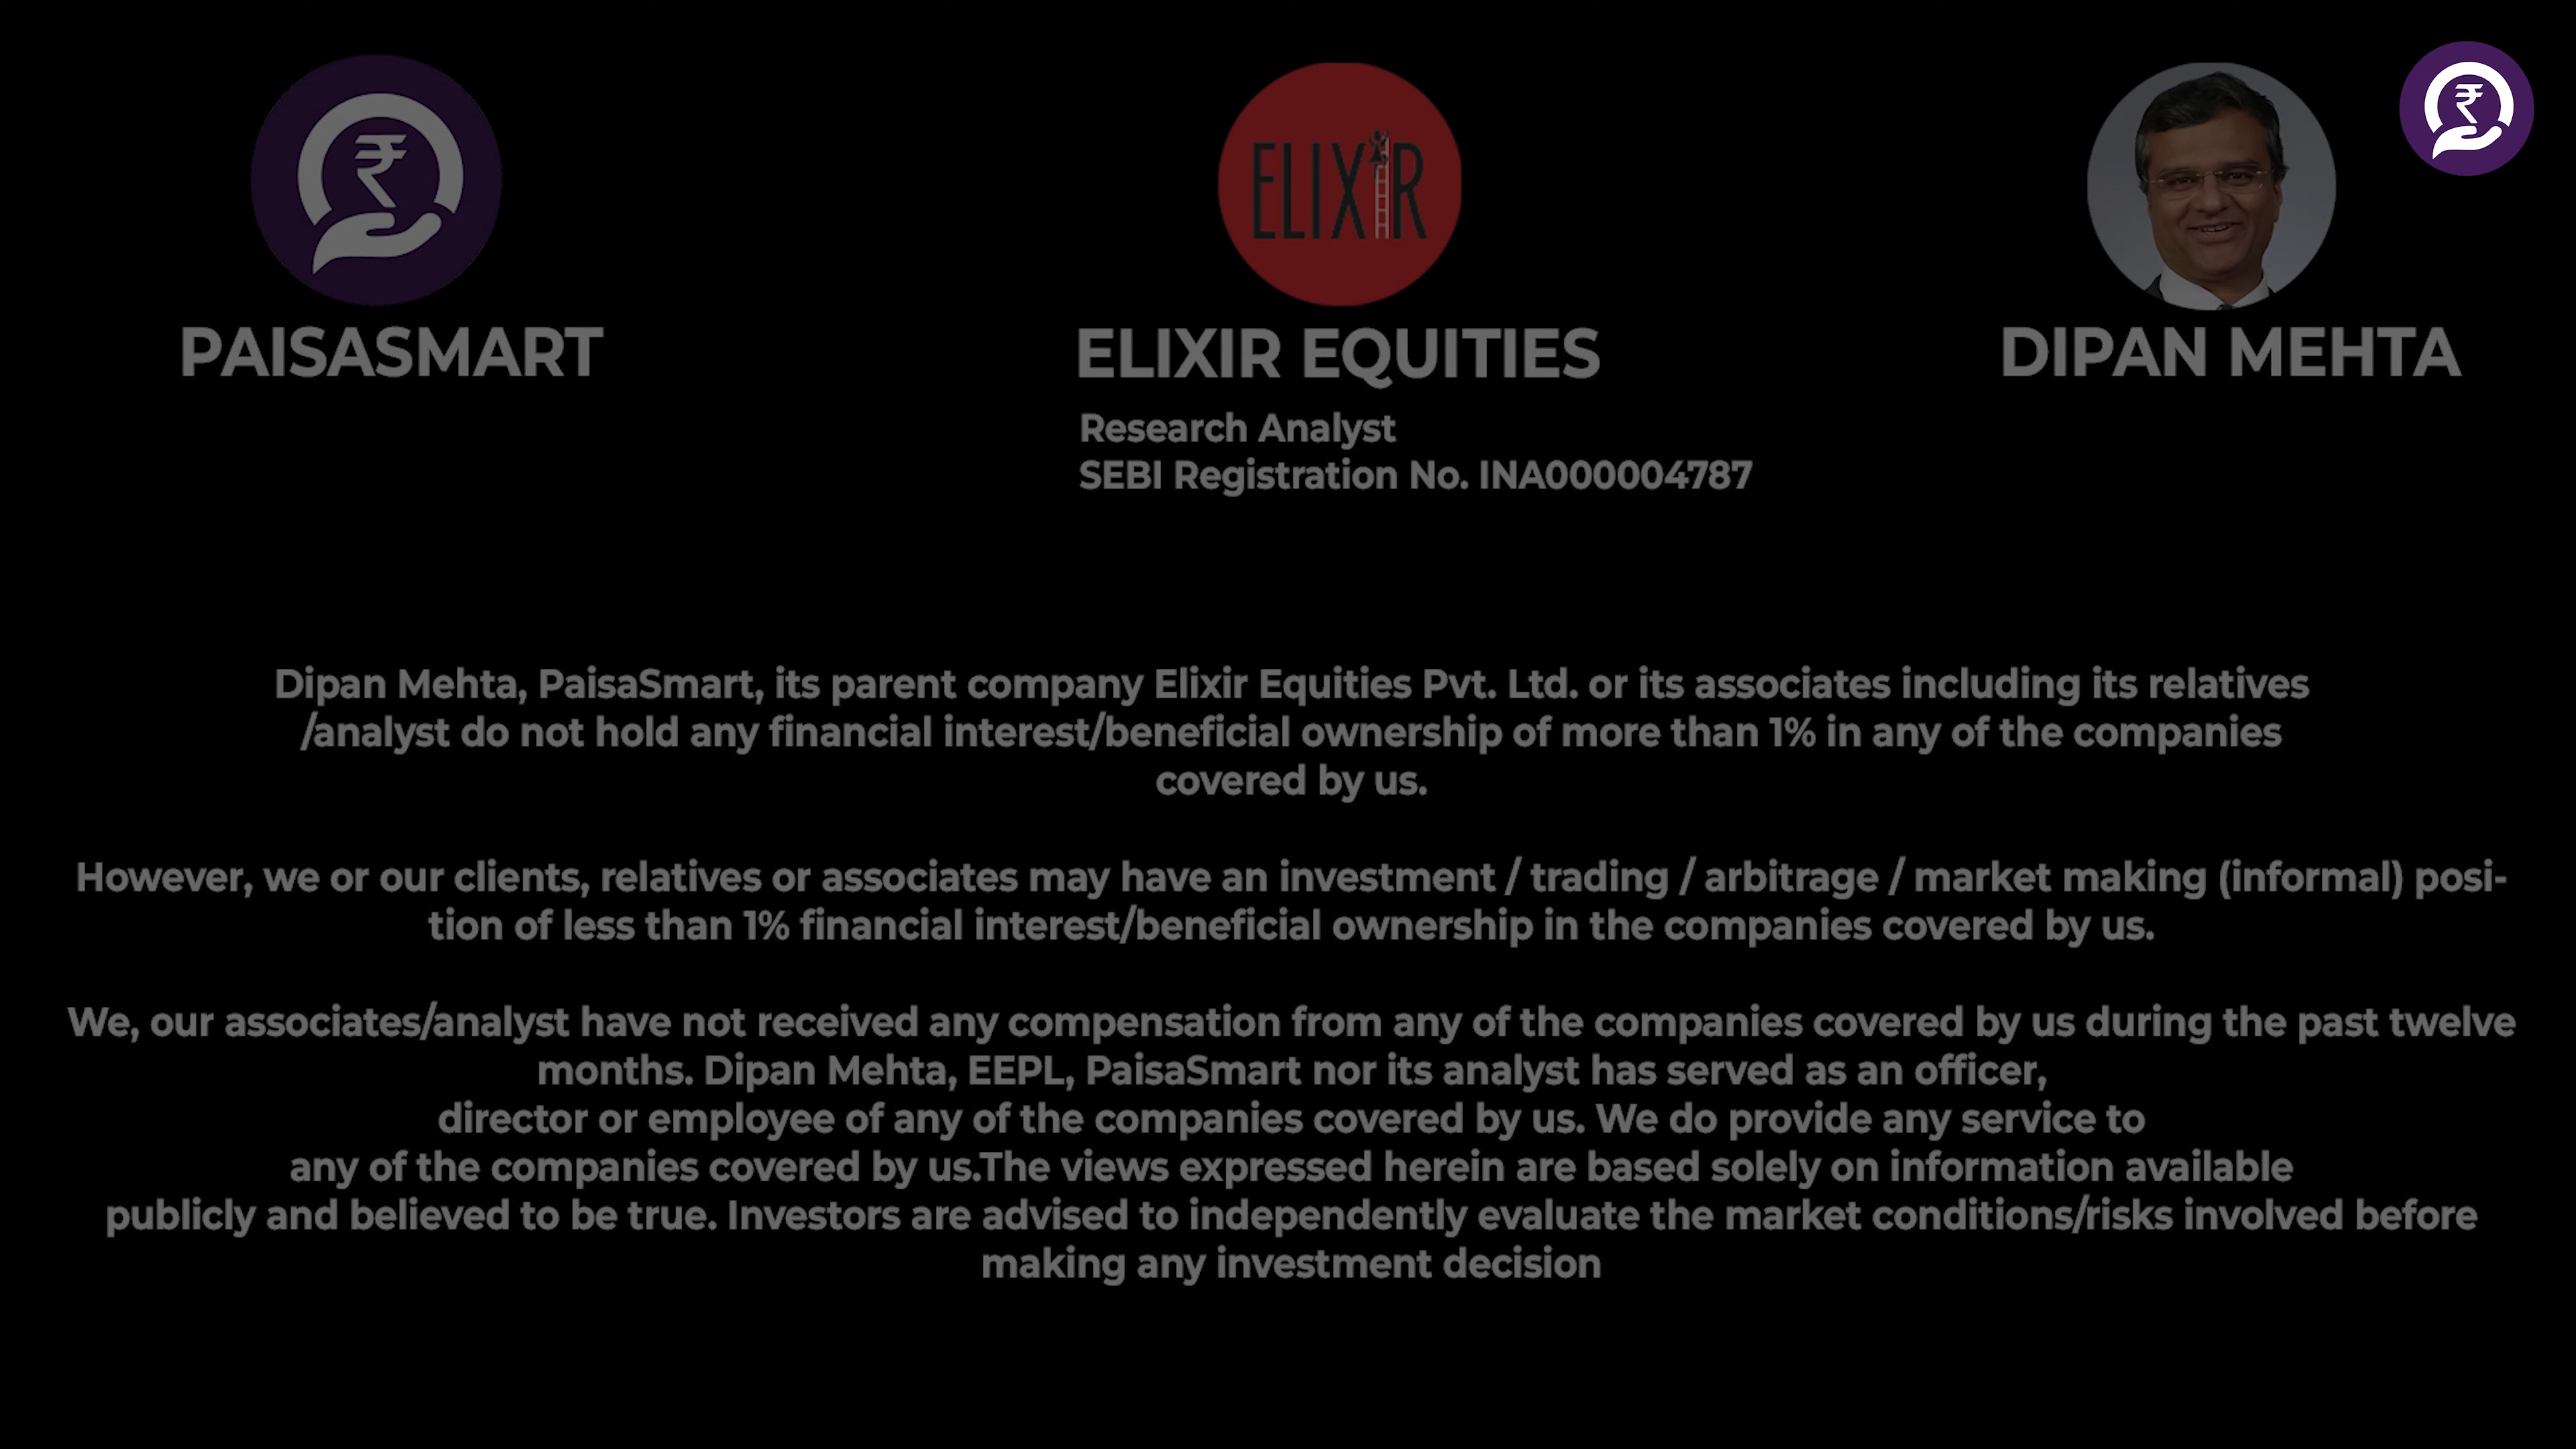 ELIXIR
PAISASMART
ELIXIR EQUITIES
DIPAN MEHTA
Research Analyst
SEBI Registration No. INA000004787
Dipan Mehta, PaisaSmart, its parent company Elixir Equities Pvt. Ltd. or its associates including its relatives
/analyst do not hold any financial interest/beneficial ownership of more than 1% in any of the companies
covered by us.
However, we or our clients, relatives or associates may have an investment / trading / arbitrage / market making (informal) posi-
tion of less than 1% financial interest/beneficial ownership in the companies covered by us.
We, our associates/analyst have not received any compensation from any of the companies covered by us during the past twelve
months. Dipan Mehta, EEPL, PaisaSmart nor its analyst has served as an officer,
director or employee of any of the companies covered by us. We do provide any service to
any of the companies covered by us.The views expressed herein are based solely on information available
publicly and believed to be true. Investors are advised to independently evaluate the market conditions/risks involved before
making any investment decision